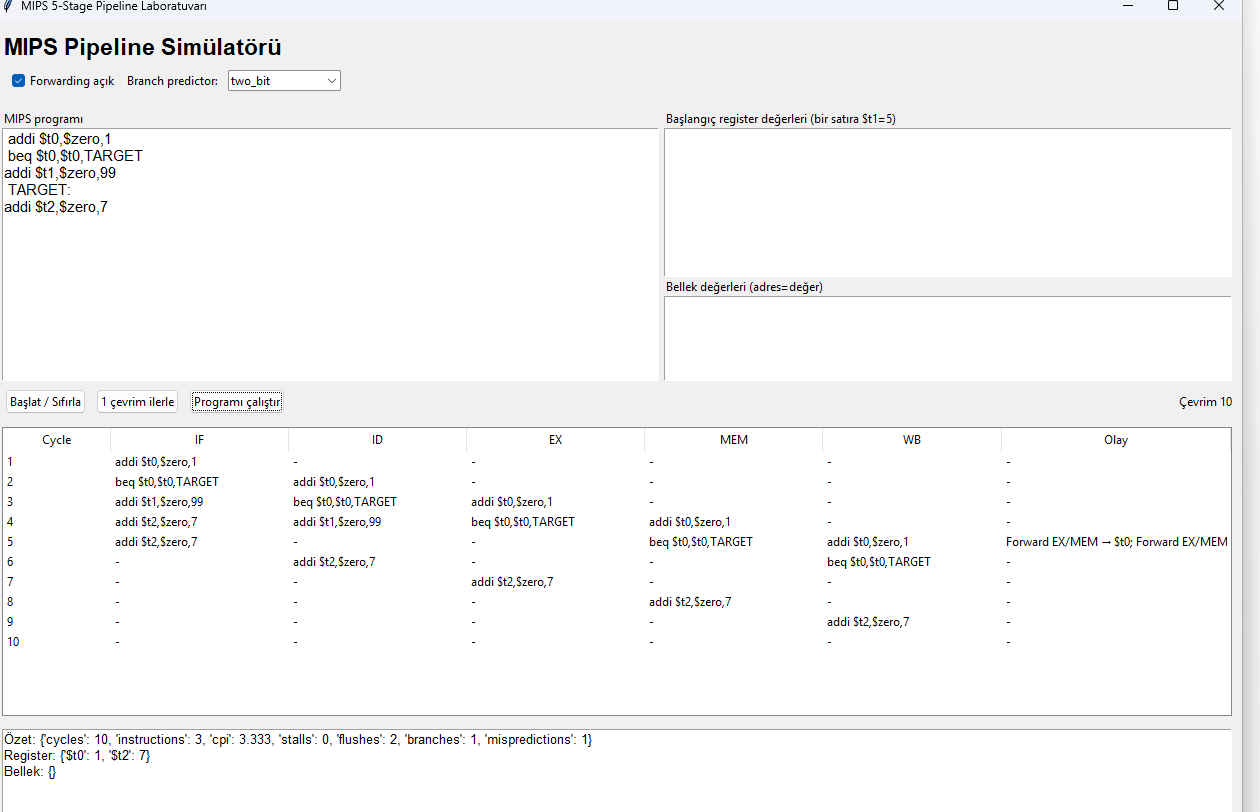 MIPS 5-Stage Pipeline Laboratuvarı
MIPS Pipeline Simülatörü
Forwarding açık Branch predictor: two_bit
MIPS programı
addi $t0,$zero,1
beq $t0,$t0,TARGET
addi $t1,$zero,99
TARGET:
addi $t2,$zero,7
Başlangıç register değerleri (bir satıra $t1=5)
Bellek değerleri (adres=değer)
Başlat / Sıfırla 1 çevrim ilerle Programı çalıştır Çevrim 10
Cycle IF ID EX MEM WB Olay
1 addi $t0,$zero,1 - - - - -
2 beq $t0,$t0,TARGET addi $t0,$zero,1 - - - -
3 addi $t1,$zero,99 beq $t0,$t0,TARGET addi $t0,$zero,1 - - -
4 addi $t2,$zero,7 addi $t1,$zero,99 beq $t0,$t0,TARGET addi $t0,$zero,1 - -
5 addi $t2,$zero,7 - - beq $t0,$t0,TARGET addi $t0,$zero,1 Forward EX/MEM → $t0; Forward EX/MEM
6 - addi $t2,$zero,7 - - beq $t0,$t0,TARGET -
7 - - addi $t2,$zero,7 - - -
8 - - - addi $t2,$zero,7 - -
9 - - - - addi $t2,$zero,7 -
10 - - - - - -
Özet: {'cycles': 10, 'instructions': 3, 'cpi': 3.333, 'stalls': 0, 'flushes': 2, 'branches': 1, 'mispredictions': 1}
Register: {'$t0': 1, '$t2': 7}
Bellek: {}